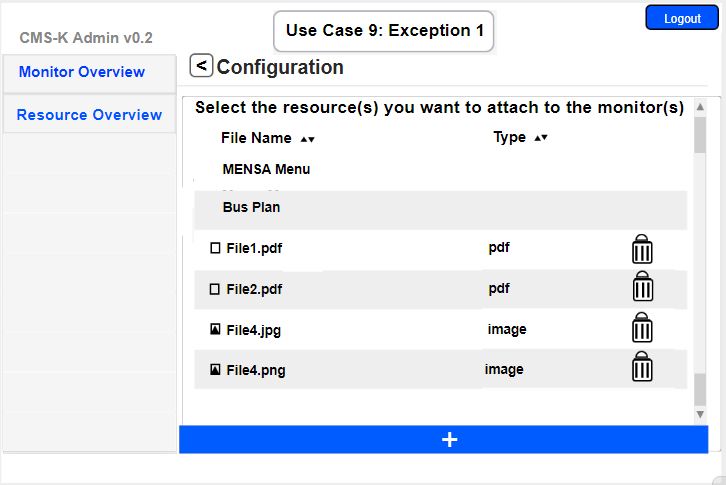 Logout
Use Case 9: Exception 1
CMS-K Admin v0.2
Monitor Overview
< Configuration
Resource Overview
Select the resource(s) you want to attach to the monitor(s)
File Name ▲▼ Type ▲▼
MENSA Menu
Bus Plan
File1.pdf pdf
File2.pdf pdf
File4.jpg image
File4.png image
+